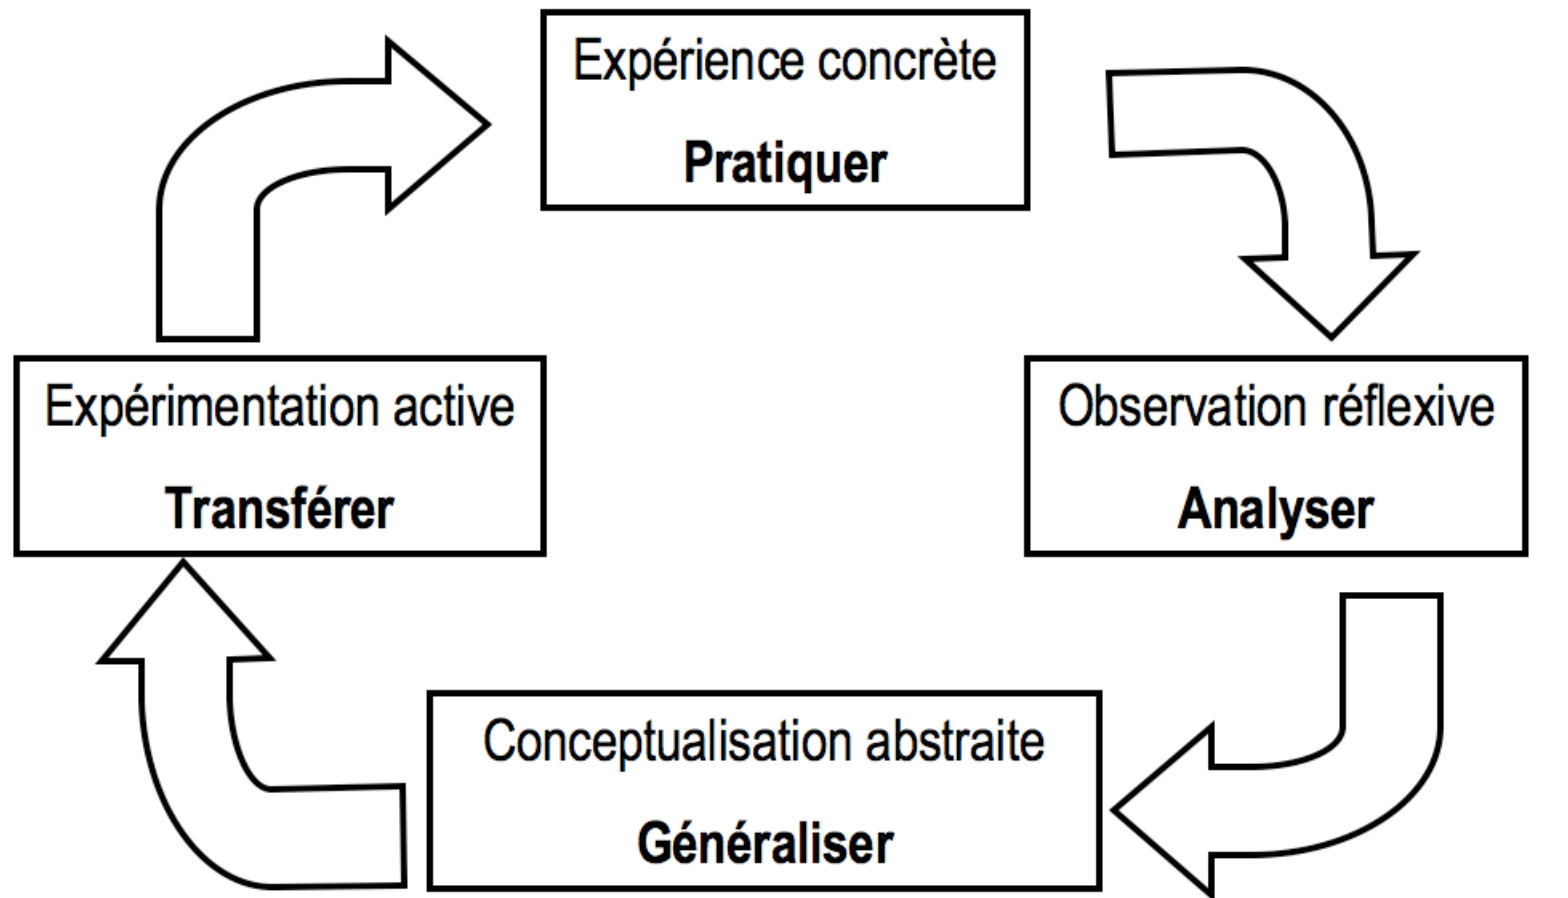 Expérience concrète
Pratiquer
Expérimentation active
Transférer
Observation réflexive
Analyser
Conceptualisation abstraite
Généraliser